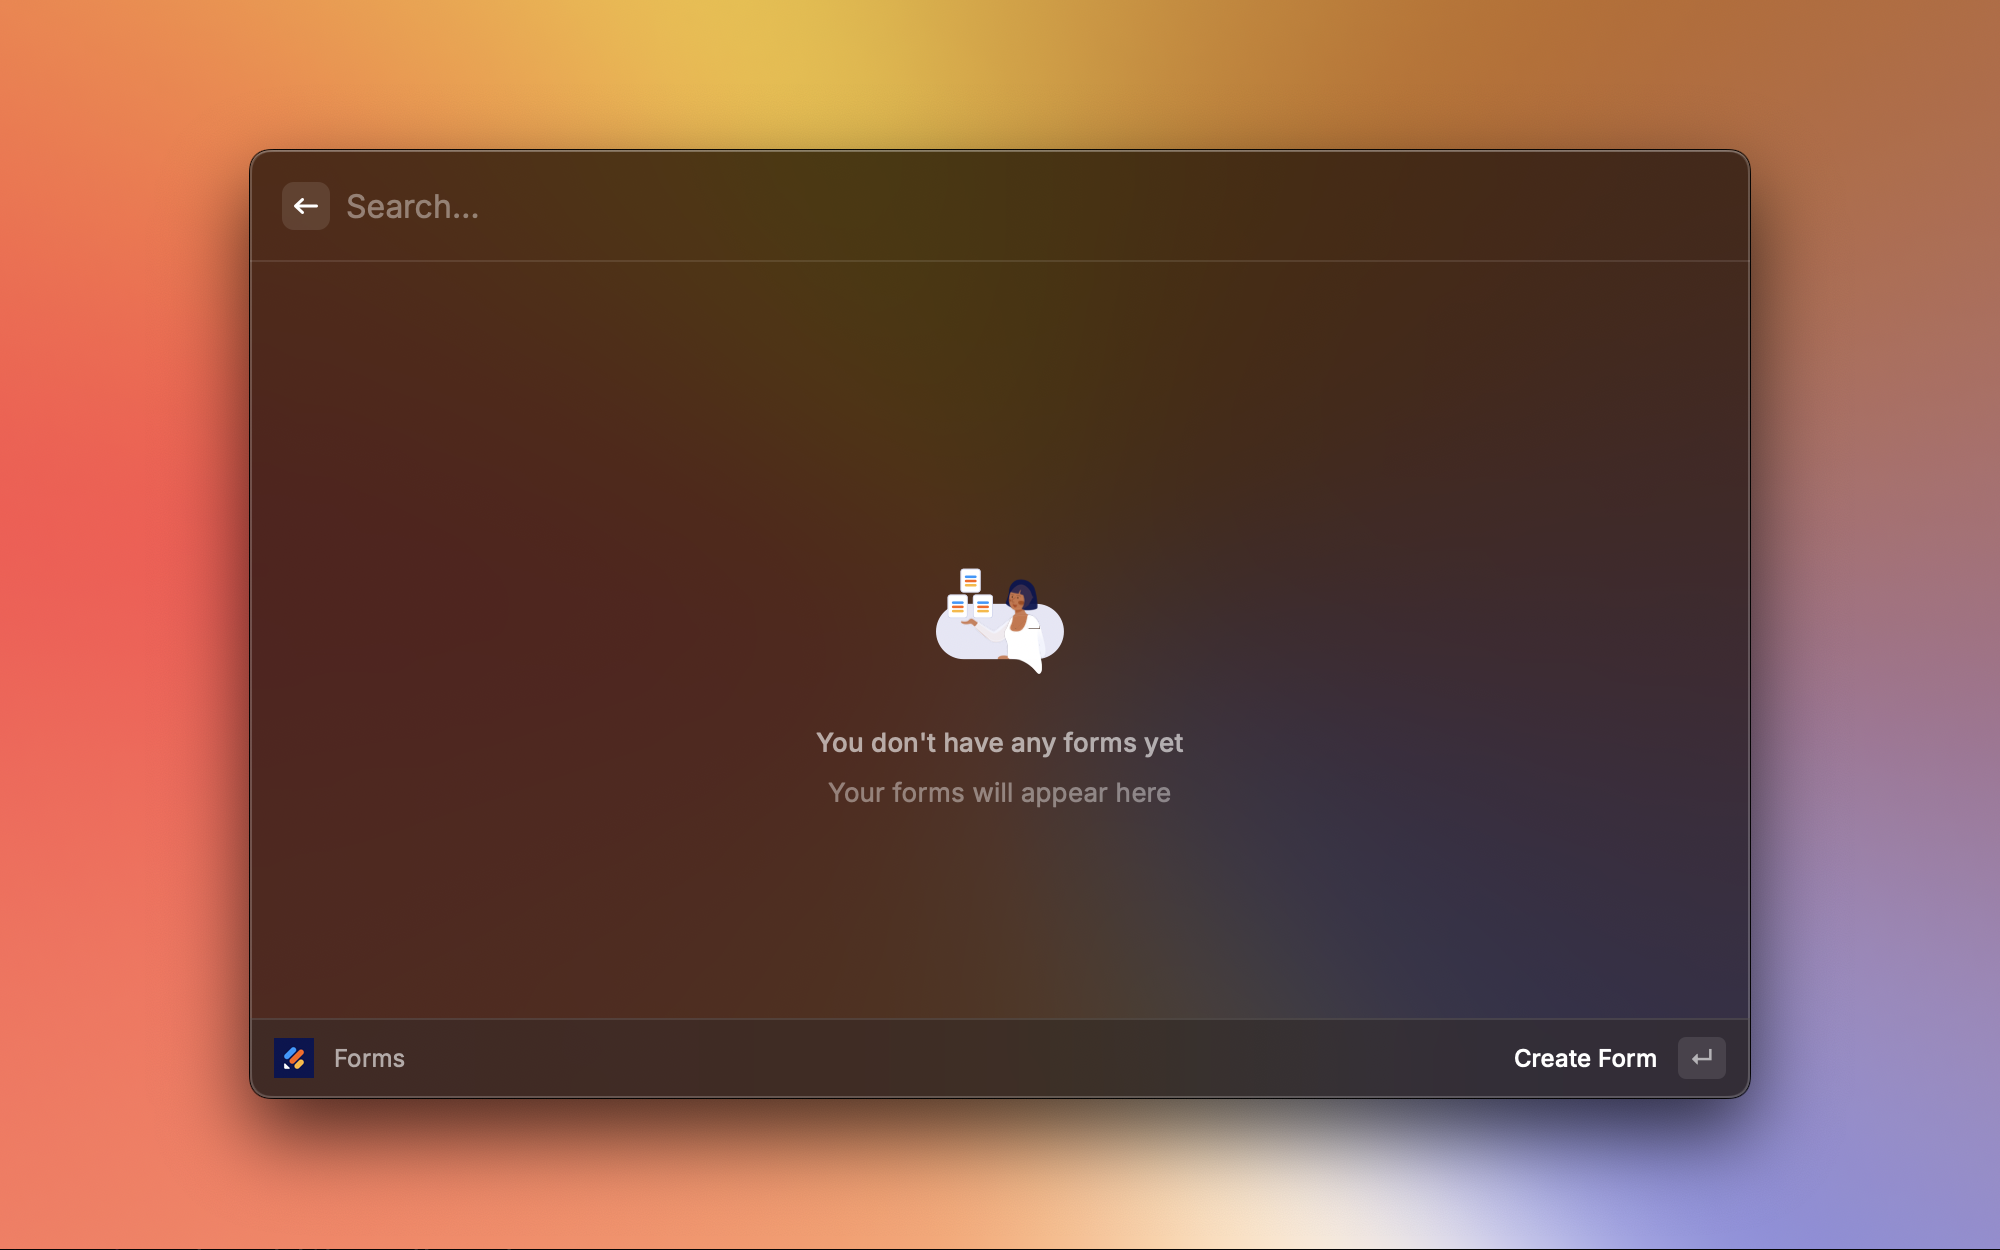 Search...
You don't have any forms yet
Your forms will appear here
Forms
Create Form